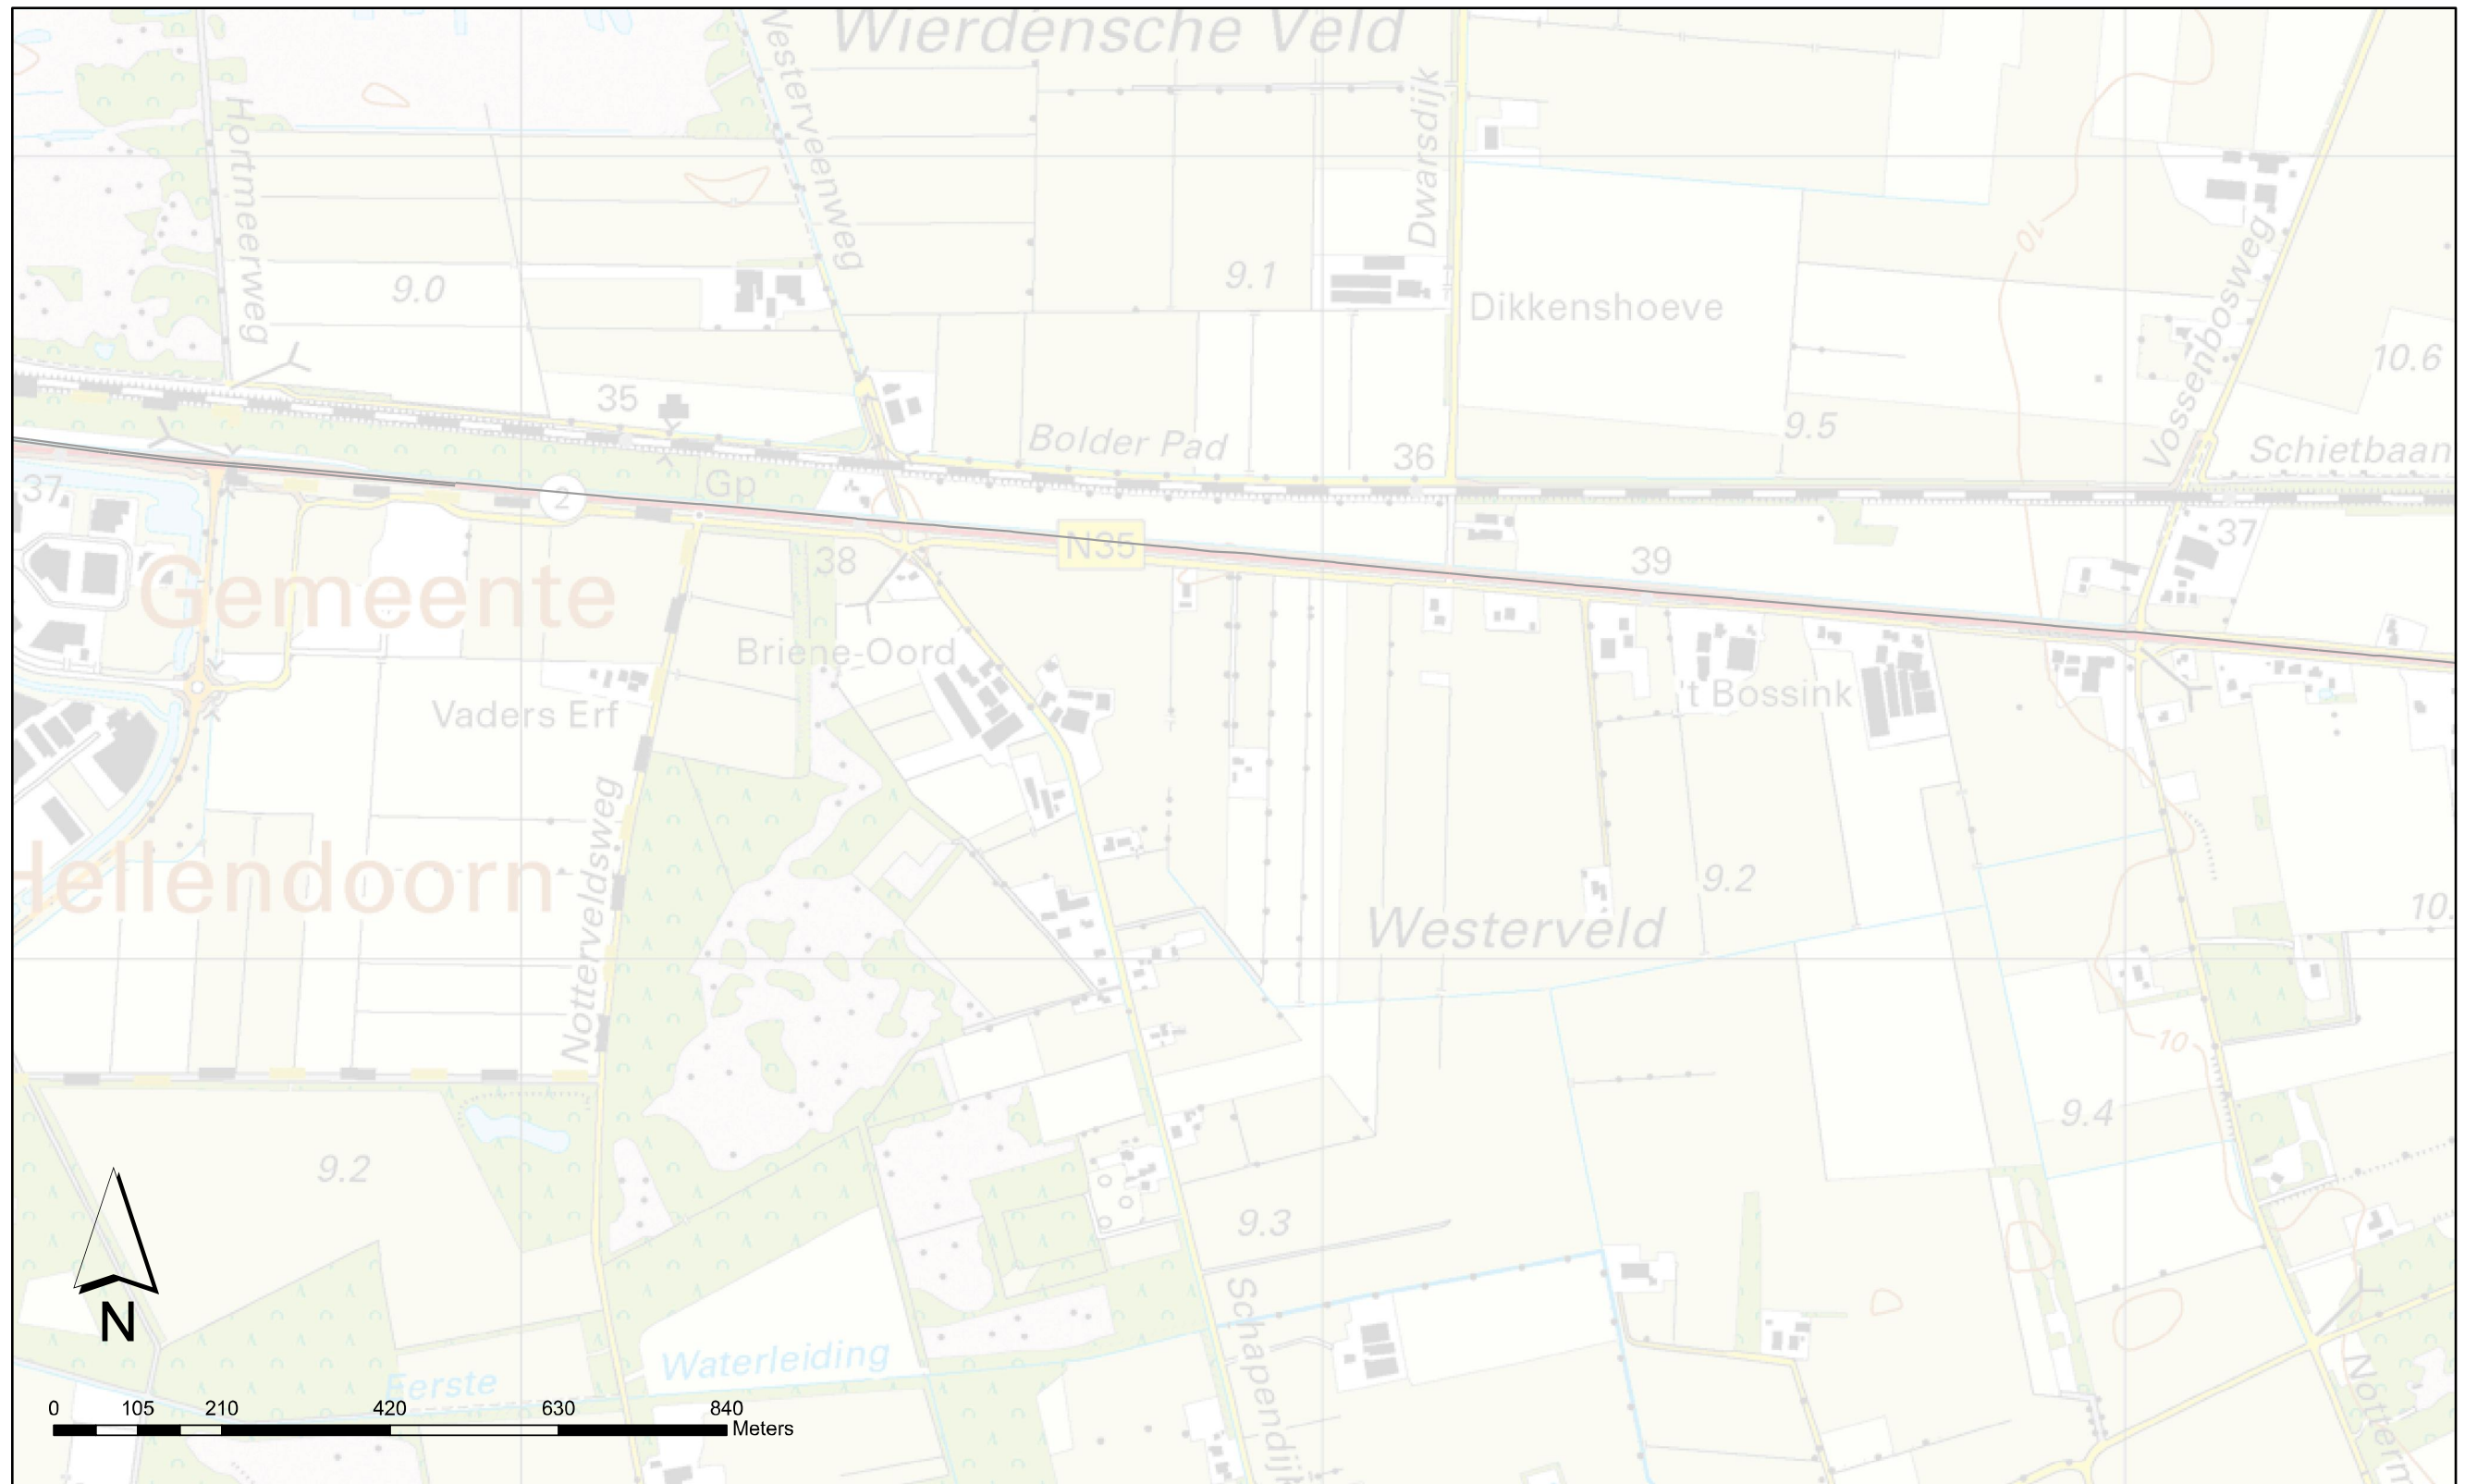 Wierdensche Veld
Westerveenweg
Hortmeerweg
Dwarsdijk
10
Vossenbosweg
9.0
9.1
Dikkenshoeve
10.6
35
9.5
Bolder Pad
36
Schietbaan
37
Gp
2
N35
38
39
37
Gemeente
Briene-Oord
't Bossink
Vaders Erf
Notterveldsweg
Hellendoorn
9.2
Westerveld
10.
10
9.4
9.2
9.3
N
Schapendijk
Eerste Waterleiding
0 105 210 420 630 840
Meters